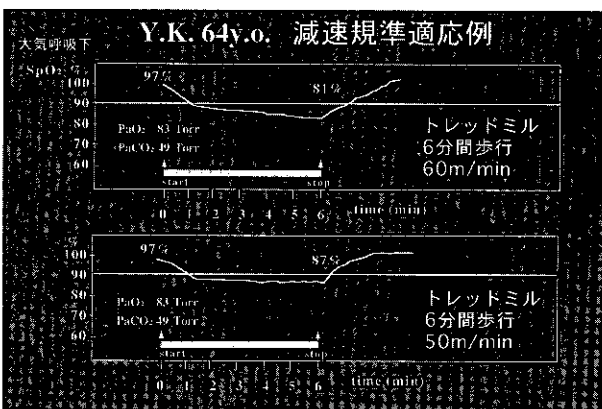 Y.K. 64y.o. 減速規準適応例
大気呼吸下
SpO₂ %
97%
81%
100
90
80
70
60
PaO₂ 83 Torr
PaCO₂ 49 Torr
トレッドミル
6分間歩行
60m/min
start
stop
0 1 2 3 4 5 6 time (min)
%
97%
87%
100
90
80
70
60
PaO₂ 83 Torr
PaCO₂ 49 Torr
トレッドミル
6分間歩行
50m/min
start
stop
0 1 2 3 4 5 6 time (min)